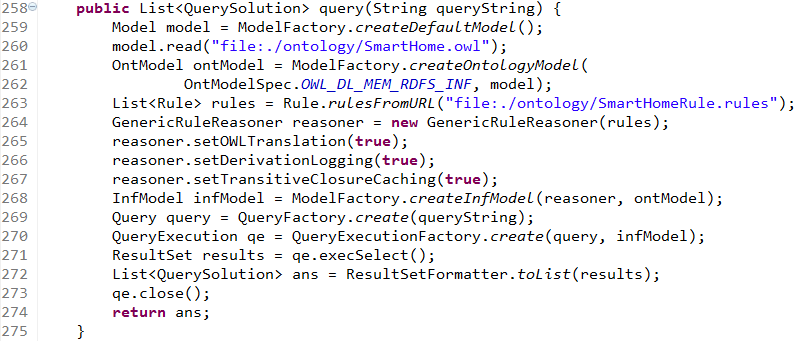 258 public List<QuerySolution> query(String queryString) {
259 Model model = ModelFactory.createDefaultModel();
260 model.read("file:./ontology/SmartHome.owl");
261 OntModel ontModel = ModelFactory.createOntologyModel(
262 OntModelSpec.OWL_DL_MEM_RDFS_INF, model);
263 List<Rule> rules = Rule.rulesFromURL("file:./ontology/SmartHomeRule.rules");
264 GenericRuleReasoner reasoner = new GenericRuleReasoner(rules);
265 reasoner.setOWLTranslation(true);
266 reasoner.setDerivationLogging(true);
267 reasoner.setTransitiveClosureCaching(true);
268 InfModel infModel = ModelFactory.createInfModel(reasoner, ontModel);
269 Query query = QueryFactory.create(queryString);
270 QueryExecution qe = QueryExecutionFactory.create(query, infModel);
271 ResultSet results = qe.execSelect();
272 List<QuerySolution> ans = ResultSetFormatter.toList(results);
273 qe.close();
274 return ans;
275 }